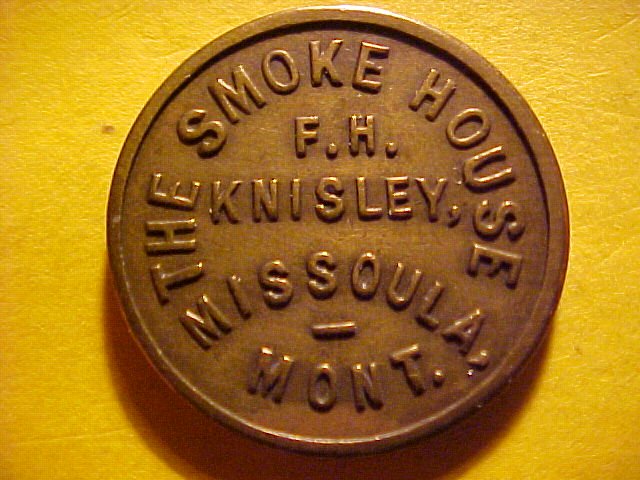 THE SMOKE HOUSE
F.H.
KNISLEY,
MISSOULA,
MONT.